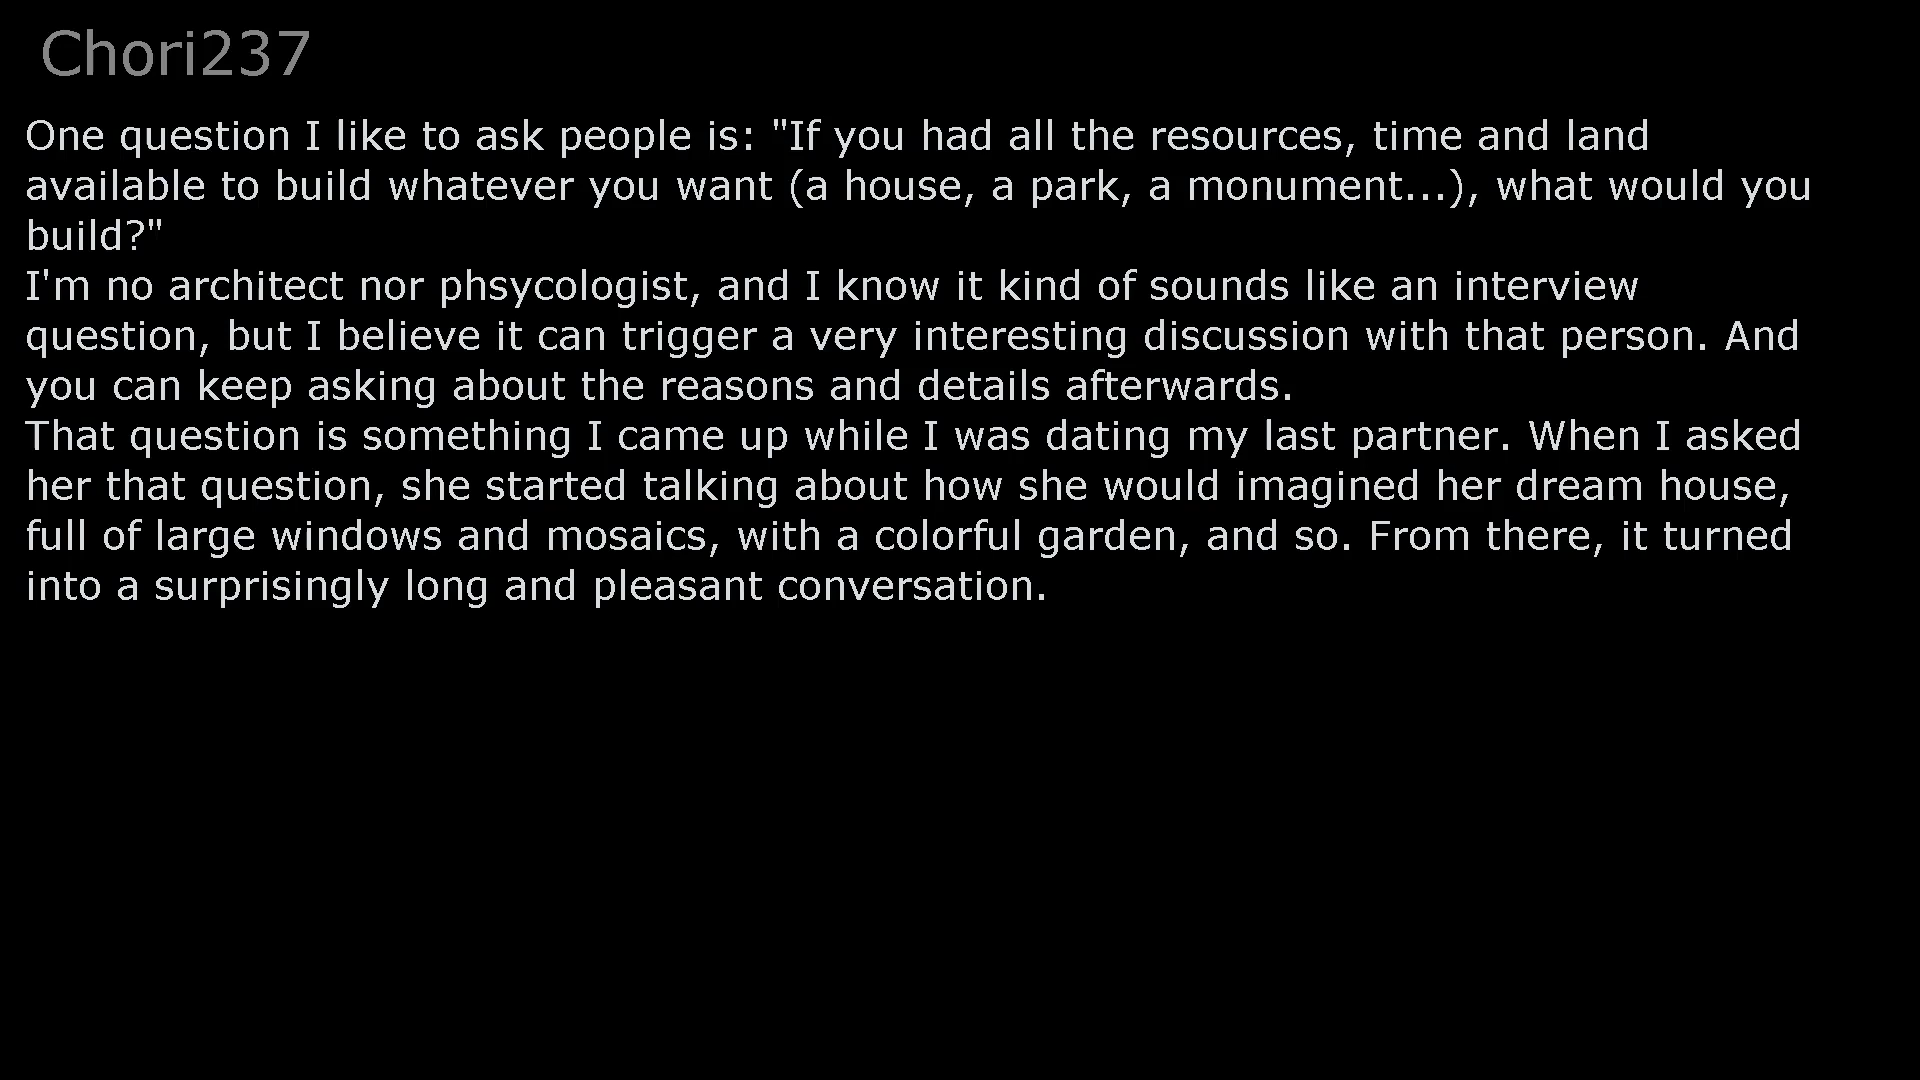 Chori237
One question I like to ask people is: "If you had all the resources, time and land
available to build whatever you want (a house, a park, a monument...), what would you
build?"
I'm no architect nor phsycologist, and I know it kind of sounds like an interview
question, but I believe it can trigger a very interesting discussion with that person. And
you can keep asking about the reasons and details afterwards.
That question is something I came up while I was dating my last partner. When I asked
her that question, she started talking about how she would imagined her dream house,
full of large windows and mosaics, with a colorful garden, and so. From there, it turned
into a surprisingly long and pleasant conversation.